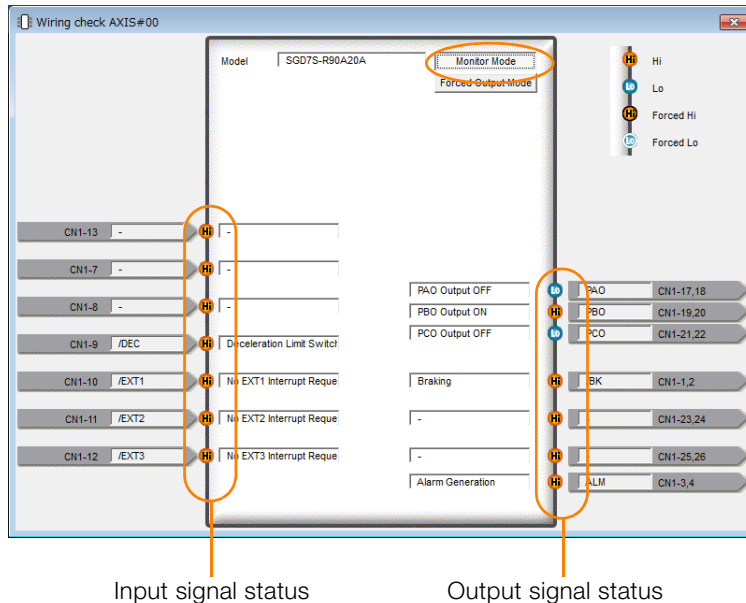 Wiring check AXIS#00
Model SGD7S-R90A20A Monitor Mode
Forced Output Mode
Hi Hi
Lo Lo
Hi Forced Hi
Lo Forced Lo
CN1-13 - Hi -
CN1-7 - Hi -
CN1-8 - Hi -
PAO Output OFF Lo PAO CN1-17,18
PBO Output ON Hi PBO CN1-19,20
PCO Output OFF Lo PCO CN1-21,22
CN1-9 /DEC Hi Deceleration Limit Switch
CN1-10 /EXT1 Hi No EXT1 Interrupt Reque
Braking Hi /BK CN1-1,2
CN1-11 /EXT2 Hi No EXT2 Interrupt Reque
- Hi - CN1-23,24
CN1-12 /EXT3 Hi No EXT3 Interrupt Reque
- Hi - CN1-25,26
Alarm Generation Hi ALM CN1-3,4
Input signal status
Output signal status